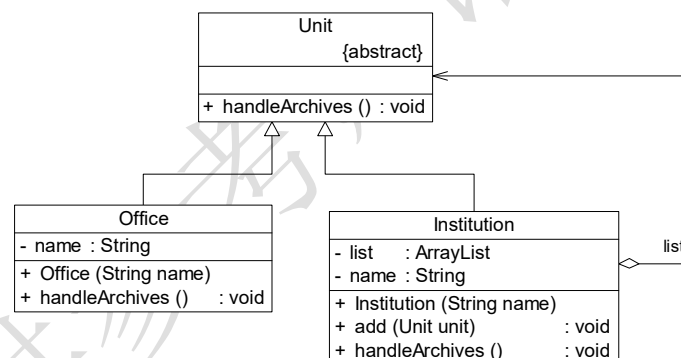 Unit
{abstract}
+ handleArchives () : void
Office
- name : String
+ Office (String name)
+ handleArchives () : void
Institution
- list : ArrayList
- name : String
+ Institution (String name)
+ add (Unit unit) : void
+ handleArchives () : void
list